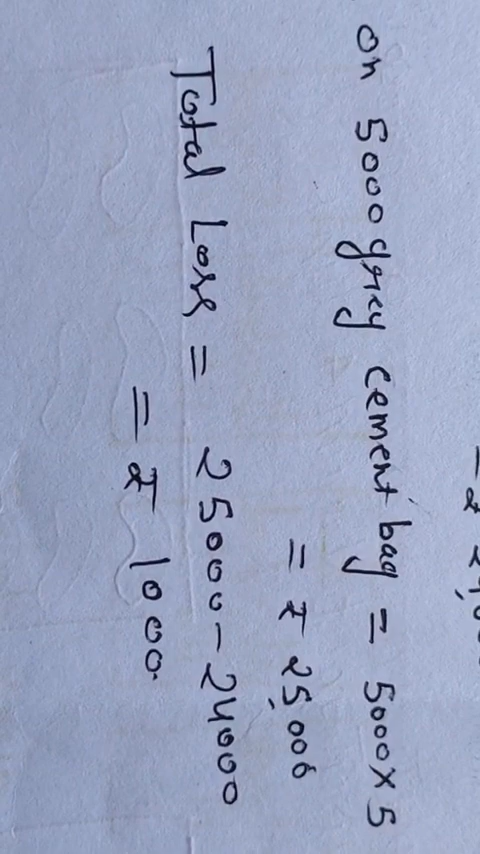 on 5000 grey cement bag = 5000 x 5
= ₹ 25,000
Total Loss = 25000 - 24000
= ₹ 1000.